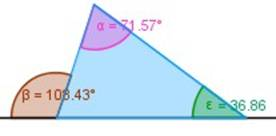 α = 71.57°
β = 108.43°
ε = 36.86